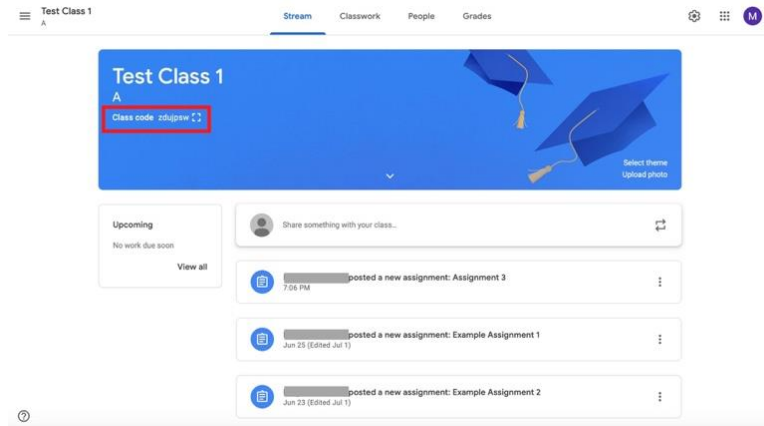 Test Class 1
A
Stream Classwork People Grades
M
Test Class 1
A
Class code zdujpsw
Select theme
Upload photo
Upcoming
No work due soon
View all
Share something with your class...
posted a new assignment: Assignment 3
7:06 PM
posted a new assignment: Example Assignment 1
Jun 25 (Edited Jul 1)
posted a new assignment: Example Assignment 2
Jun 23 (Edited Jul 1)